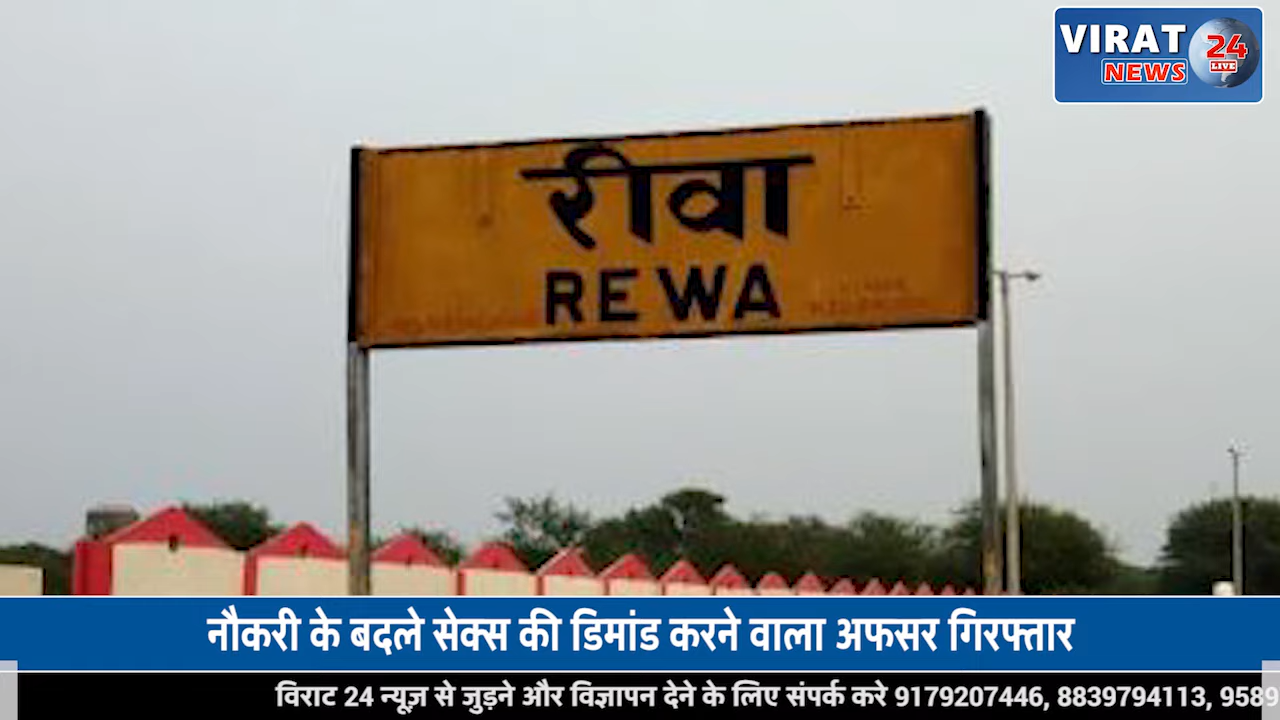 VIRAT
24
NEWS
LIVE
रीवा
REWA
नौकरी के बदले सेक्स की डिमांड करने वाला अफसर गिरफ्तार
विराट 24 न्यूज़ से जुड़ने और विज्ञापन देने के लिए संपर्क करे 9179207446, 8839794113, 9589